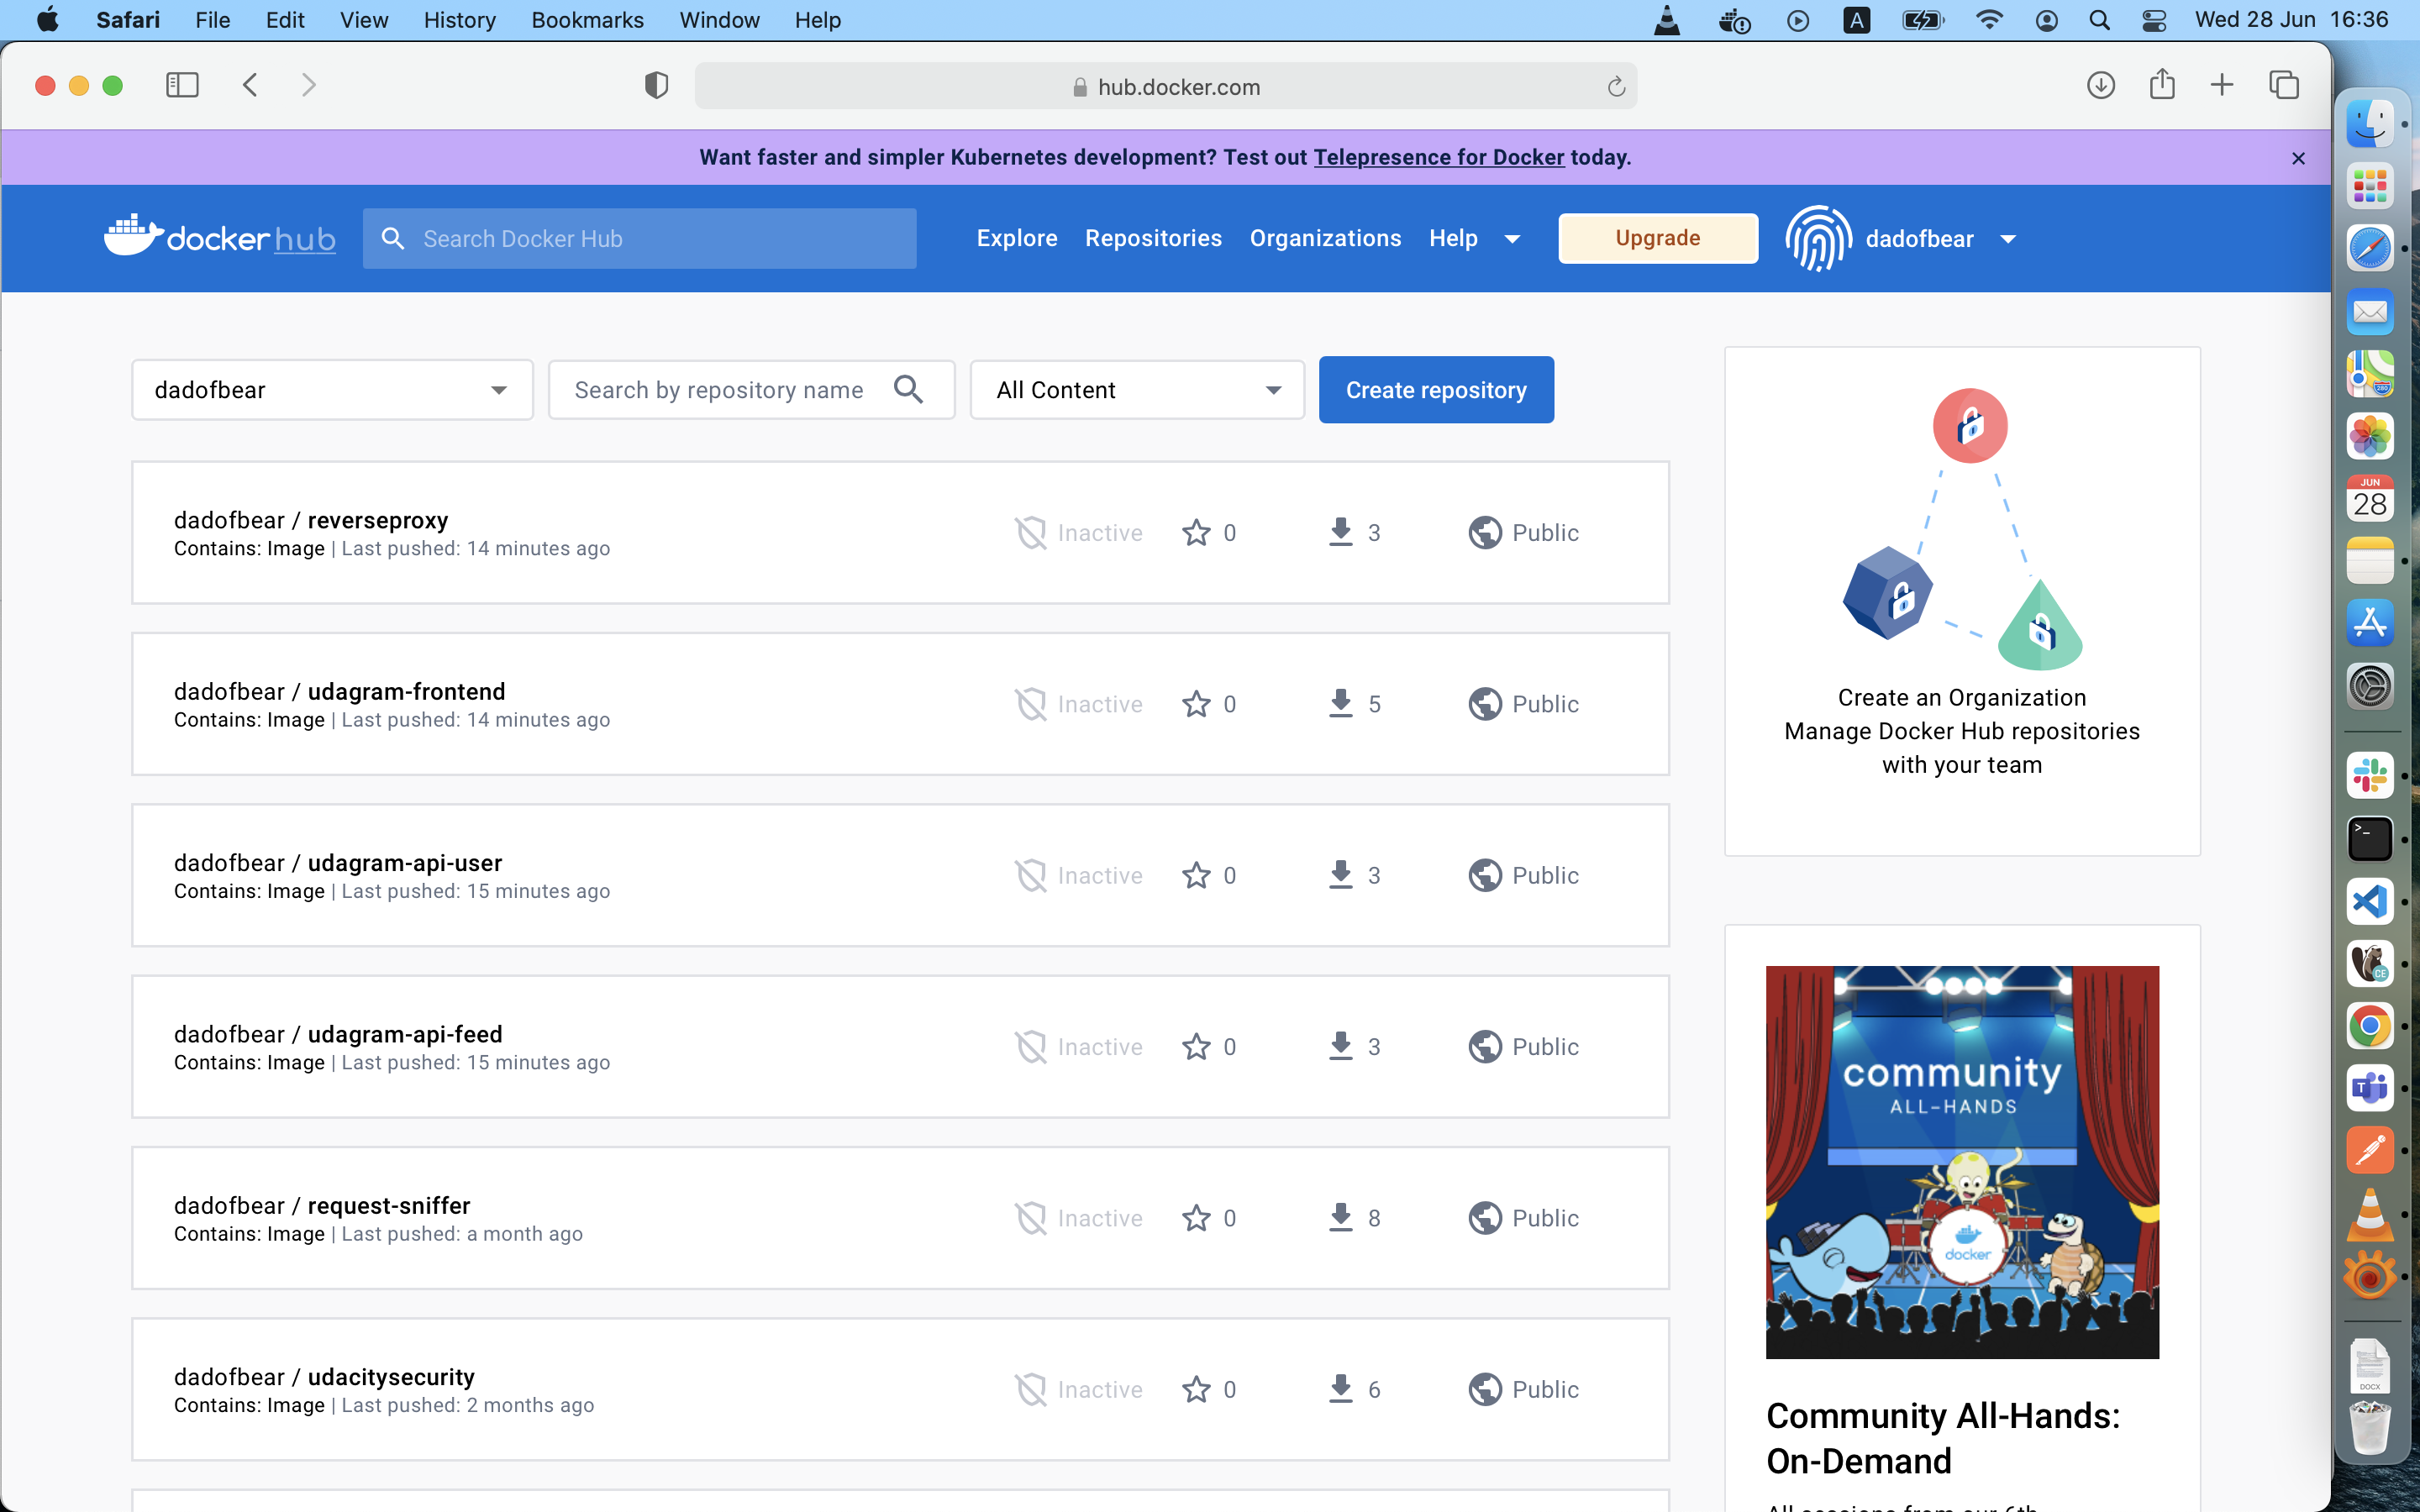 Safari File Edit View History Bookmarks Window Help A Wed 28 Jun 16:36
hub.docker.com
Want faster and simpler Kubernetes development? Test out Telepresence for Docker today.
docker hub Search Docker Hub Explore Repositories Organizations Help Upgrade dadofbear
dadofbear Search by repository name All Content Create repository
dadofbear / reverseproxy
Contains: Image | Last pushed: 14 minutes ago
Inactive 0 3 Public
dadofbear / udagram-frontend
Contains: Image | Last pushed: 14 minutes ago
Inactive 0 5 Public
dadofbear / udagram-api-user
Contains: Image | Last pushed: 15 minutes ago
Inactive 0 3 Public
dadofbear / udagram-api-feed
Contains: Image | Last pushed: 15 minutes ago
Inactive 0 3 Public
dadofbear / request-sniffer
Contains: Image | Last pushed: a month ago
Inactive 0 8 Public
dadofbear / udacitysecurity
Contains: Image | Last pushed: 2 months ago
Inactive 0 6 Public
Create an Organization
Manage Docker Hub repositories
with your team
community
ALL-HANDS
docker
Community All-Hands:
On-Demand
All sessions from our 6th
JUN
28
280
>_
CE
T
DOCX